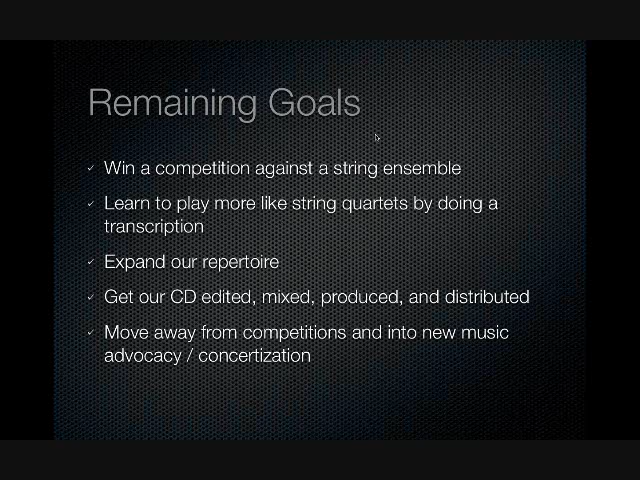 Remaining Goals
✓ Win a competition against a string ensemble
✓ Learn to play more like string quartets by doing a
transcription
✓ Expand our repertoire
✓ Get our CD edited, mixed, produced, and distributed
✓ Move away from competitions and into new music
advocacy / concertization